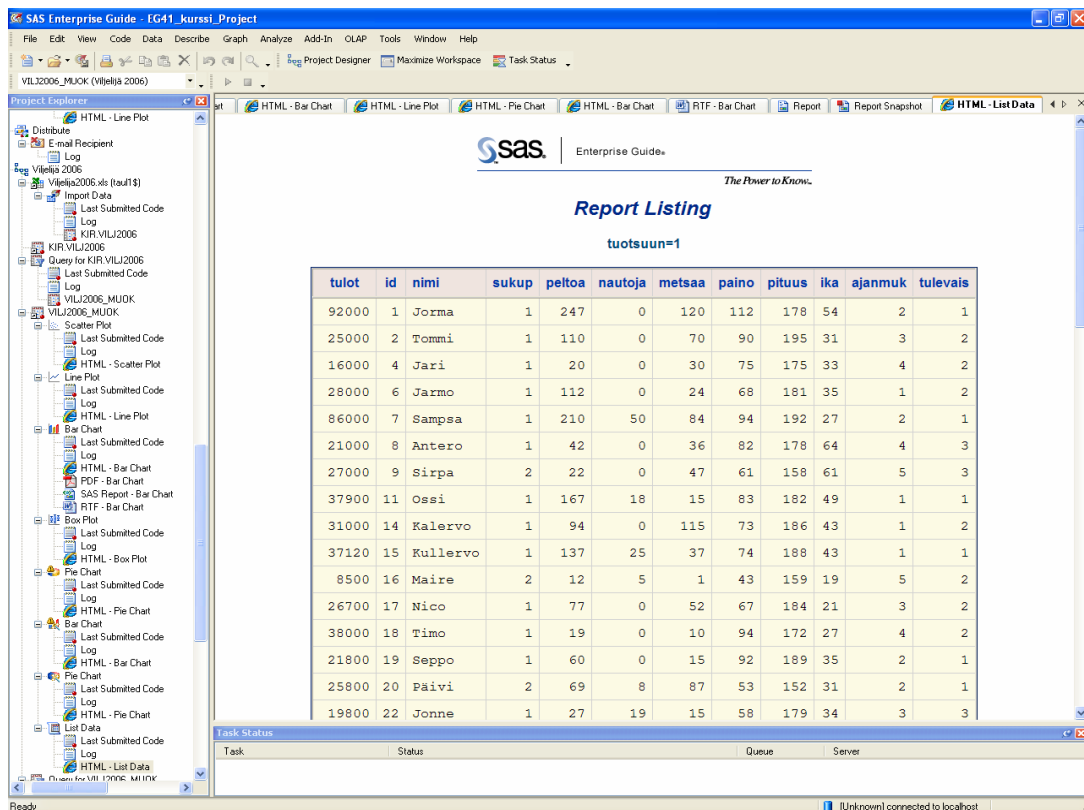 SAS Enterprise Guide - EG41_kurssi_Project
File Edit View Code Data Describe Graph Analyze Add-In OLAP Tools Window Help
Project Designer Maximize Workspace Task Status
VILJ2006_MUOK (Viljelijä 2006)
Project Explorer
HTML - Line Plot
Distribute
E-mail Recipient
Log
Viljelijä 2006
Viljelija2006.xls (taul1$)
Import Data
Last Submitted Code
Log
KIR.VILJ2006
KIR.VILJ2006
Query for KIR.VILJ2006
Last Submitted Code
Log
VILJ2006_MUOK
VILJ2006_MUOK
Scatter Plot
Last Submitted Code
Log
HTML - Scatter Plot
Line Plot
Last Submitted Code
Log
HTML - Line Plot
Bar Chart
Last Submitted Code
Log
HTML - Bar Chart
PDF - Bar Chart
SAS Report - Bar Chart
RTF - Bar Chart
Box Plot
Last Submitted Code
Log
HTML - Box Plot
Pie Chart
Last Submitted Code
Log
HTML - Pie Chart
Bar Chart
Last Submitted Code
Log
HTML - Bar Chart
Pie Chart
Last Submitted Code
Log
HTML - Pie Chart
List Data
Last Submitted Code
Log
HTML - List Data
Query for VILJ2006_MUOK
art HTML - Bar Chart HTML - Line Plot HTML - Pie Chart HTML - Bar Chart RTF - Bar Chart Report Report Snapshot HTML - List Data
sas. Enterprise Guide®
The Power to Know™
Report Listing
tuotsuun=1
tulot id nimi sukup peltoa nautoja metsaa paino pituus ika ajanmuk tulevais
92000 1 Jorma 1 247 0 120 112 178 54 2 1
25000 2 Tommi 1 110 0 70 90 195 31 3 2
16000 4 Jari 1 20 0 30 75 175 33 4 2
28000 6 Jarmo 1 112 0 24 68 181 35 1 2
86000 7 Sampsa 1 210 50 84 94 192 27 2 1
21000 8 Antero 1 42 0 36 82 178 64 4 3
27000 9 Sirpa 2 22 0 47 61 158 61 5 3
37900 11 Ossi 1 167 18 15 83 182 49 1 1
31000 14 Kalervo 1 94 0 115 73 186 43 1 2
37120 15 Kullervo 1 137 25 37 74 188 43 1 1
8500 16 Maire 2 12 5 1 43 159 19 5 2
26700 17 Nico 1 77 0 52 67 184 21 3 2
38000 18 Timo 1 19 0 10 94 172 27 4 2
21800 19 Seppo 1 60 0 15 92 189 35 2 1
25800 20 Päivi 2 69 8 87 53 152 31 2 1
19800 22 Jonne 1 27 19 15 58 179 34 3 3
Task Status
Task Status Queue Server
Ready [Unknown] connected to localhost